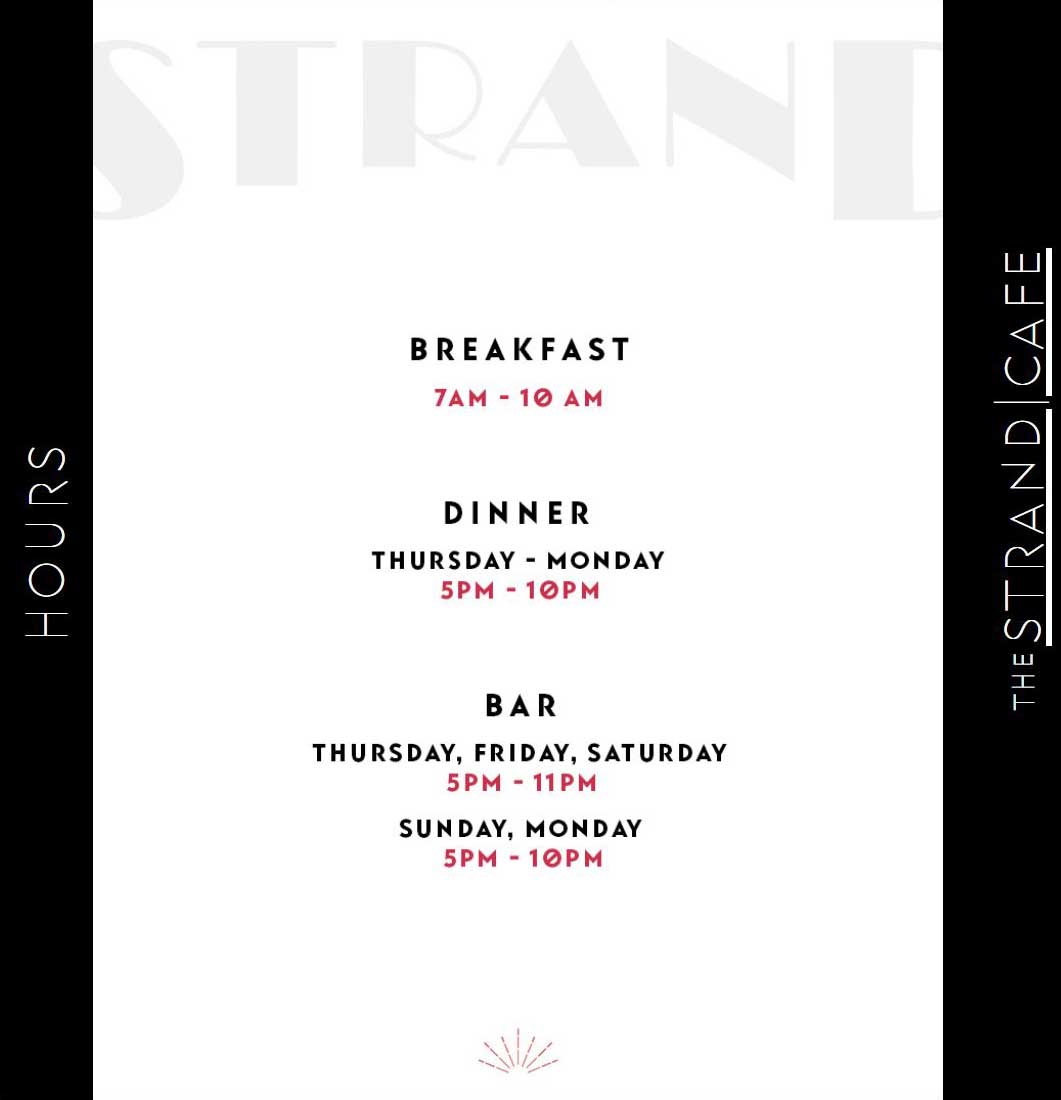 STRAND
HOURS
BREAKFAST
7AM - 10 AM
DINNER
THURSDAY - MONDAY
5PM - 10PM
BAR
THURSDAY, FRIDAY, SATURDAY
5PM - 11PM
SUNDAY, MONDAY
5PM - 10PM
THE STRAND|CAFE